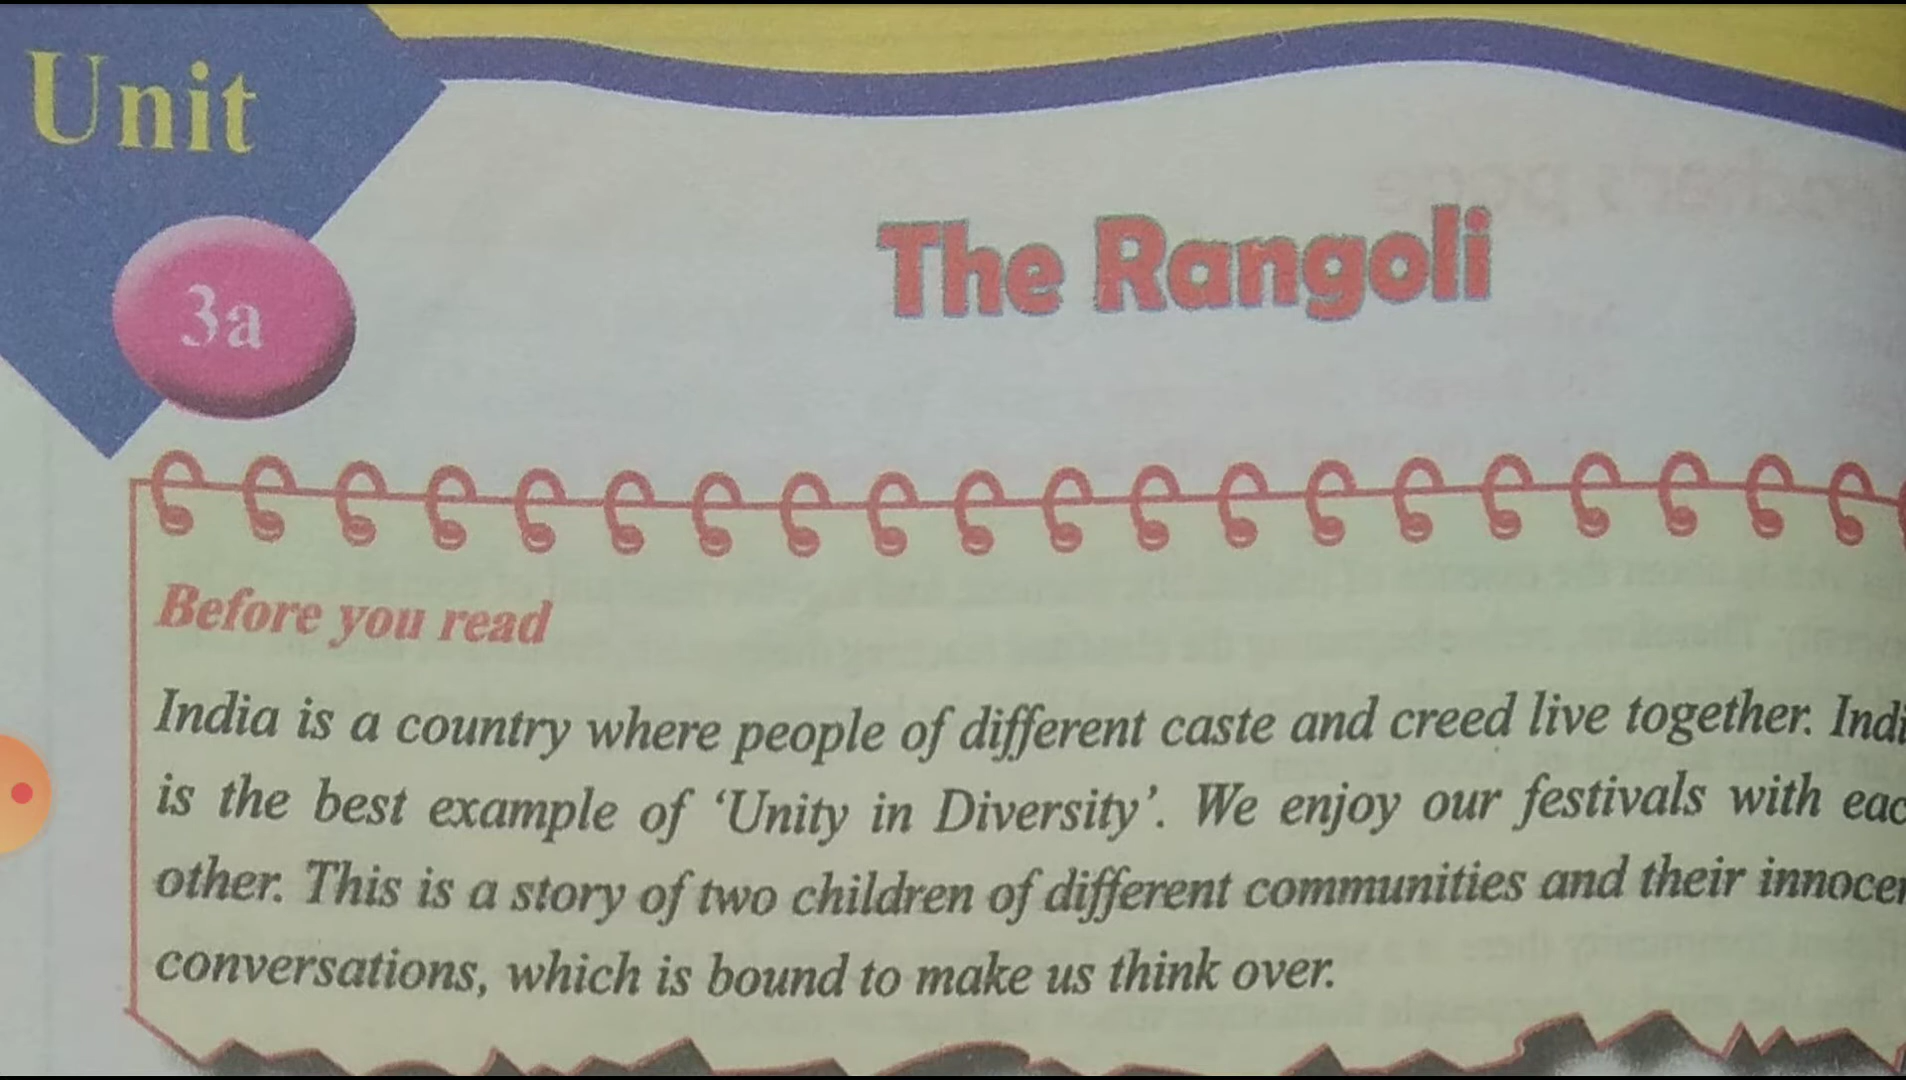 Unit
3a
The Rangoli
Before you read
India is a country where people of different caste and creed live together. Indi
is the best example of ‘Unity in Diversity’. We enjoy our festivals with eac
other. This is a story of two children of different communities and their innocen
conversations, which is bound to make us think over.